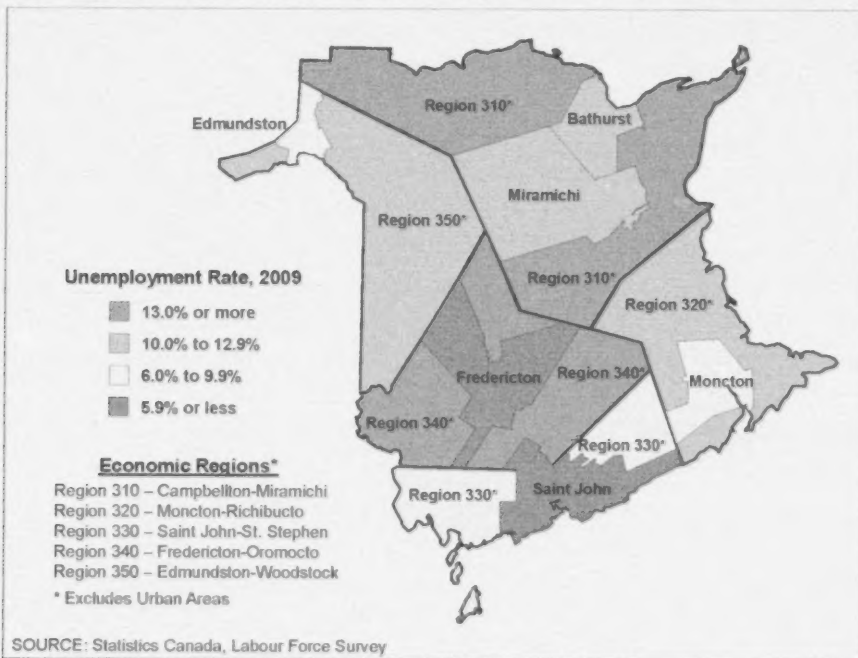 Region 310*
Edmundston
Bathurst
Miramichi
Region 350*
Unemployment Rate, 2009
Region 310*
13.0% or more
Region 320*
10.0% to 12.9%
6.0% to 9.9%
Fredericton
Region 340*
Moncton
5.9% or less
Region 340*
Region 330*
Economic Regions*
Region 330*
Saint John
Region 310 – Campbellton-Miramichi
Region 320 – Moncton-Richibucto
Region 330 – Saint John-St. Stephen
Region 340 – Fredericton-Oromocto
Region 350 – Edmundston-Woodstock
* Excludes Urban Areas
SOURCE: Statistics Canada, Labour Force Survey